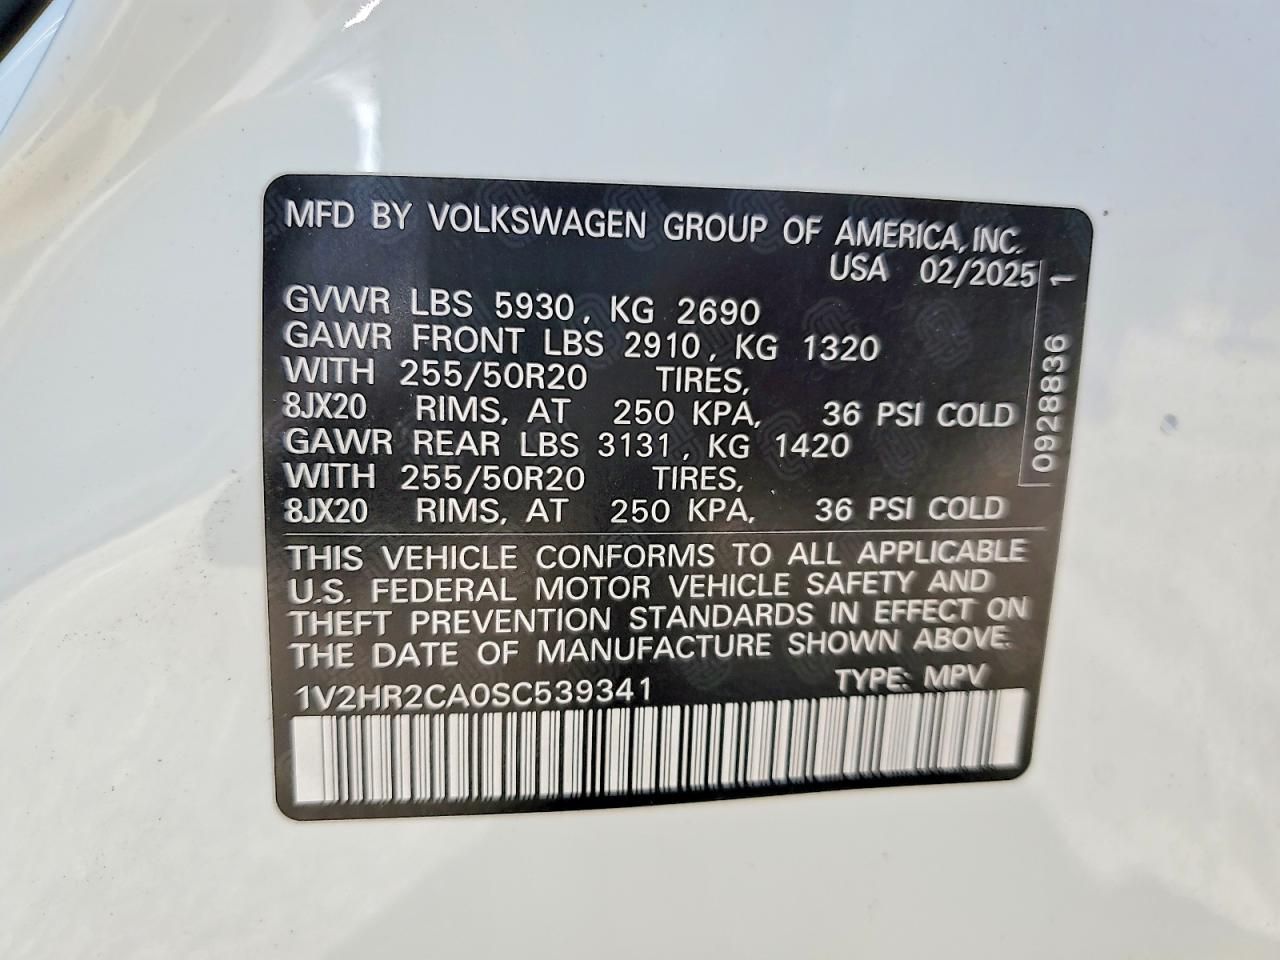 MFD BY VOLKSWAGEN GROUP OF AMERICA, INC.
USA 02/2025
GVWR LBS 5930, KG 2690
GAWR FRONT LBS 2910, KG 1320
WITH 255/50R20 TIRES,
8JX20 RIMS, AT 250 KPA, 36 PSI COLD
GAWR REAR LBS 3131, KG 1420
WITH 255/50R20 TIRES,
8JX20 RIMS, AT 250 KPA, 36 PSI COLD
0928836 1
THIS VEHICLE CONFORMS TO ALL APPLICABLE
U.S. FEDERAL MOTOR VEHICLE SAFETY AND
THEFT PREVENTION STANDARDS IN EFFECT ON
THE DATE OF MANUFACTURE SHOWN ABOVE.
1V2HR2CA0SC539341 TYPE: MPV